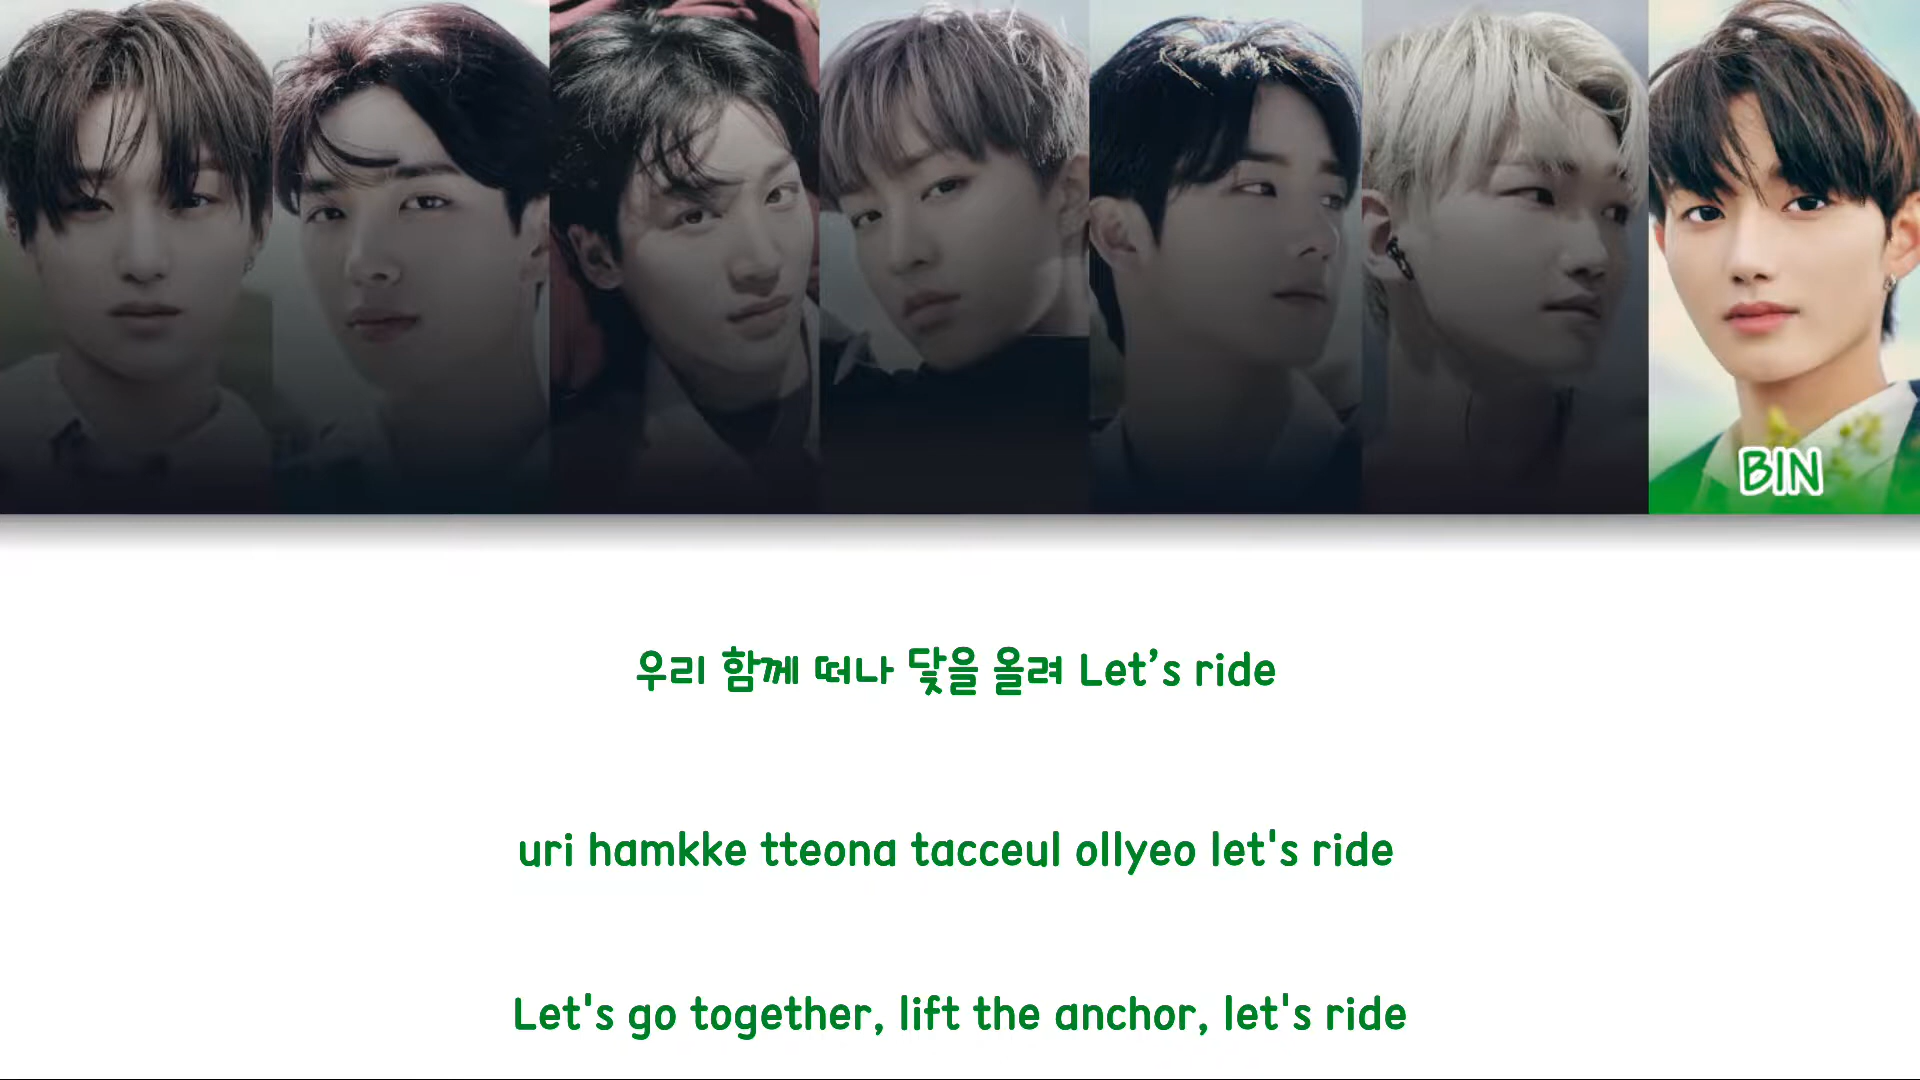 BIN
우리 함께 떠나 닻을 올려 Let’s ride
uri hamkke tteona tacceul ollyeo let's ride
Let's go together, lift the anchor, let's ride